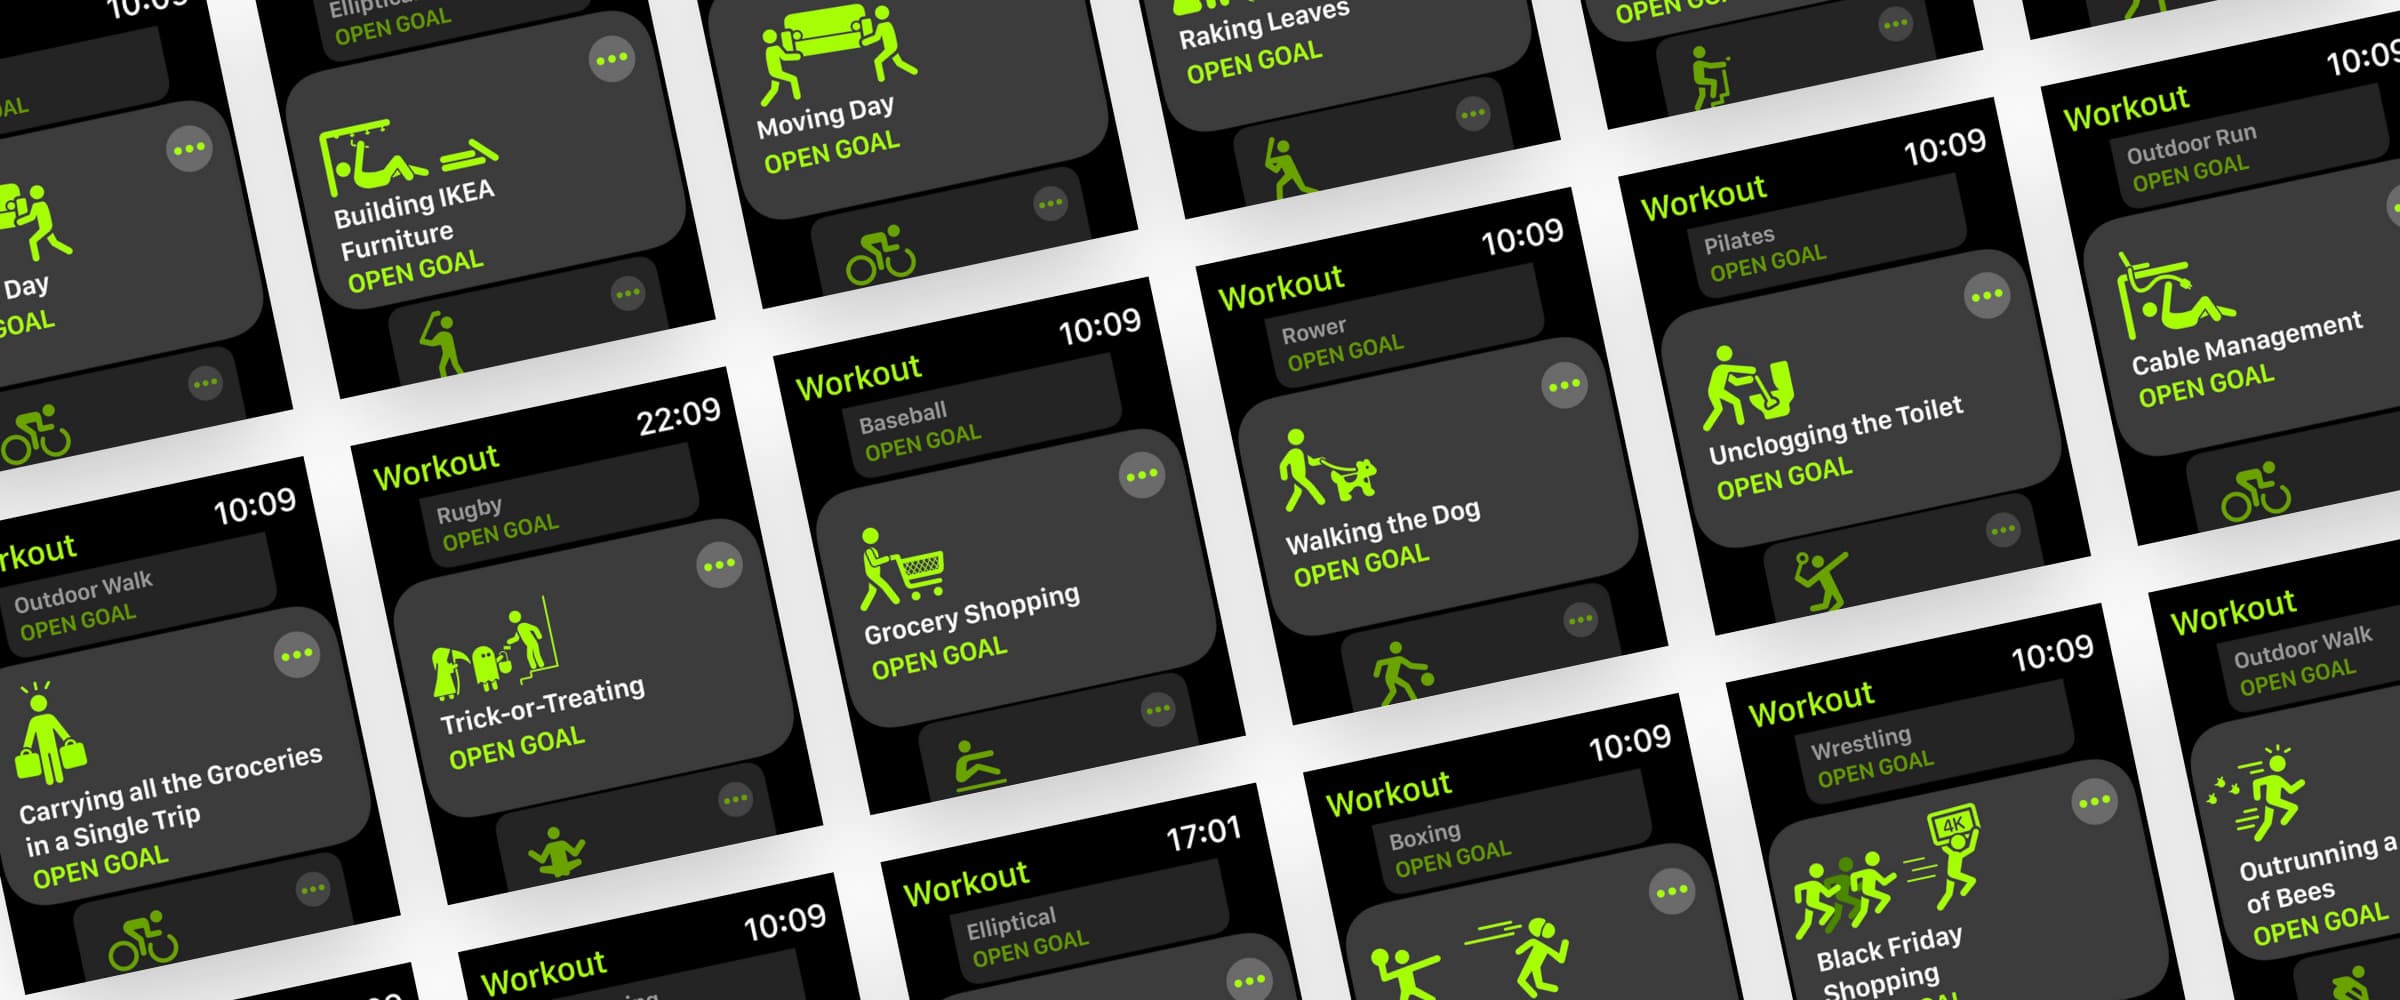 10:09
AL
Day
GOAL
Elliptical
OPEN GOAL
Building IKEA
Furniture
OPEN GOAL
Moving Day
OPEN GOAL
Raking Leaves
OPEN GOAL
OPEN GOAL
10:09
rkout
Outdoor Walk
OPEN GOAL
Carrying all the Groceries
in a Single Trip
OPEN GOAL
22:09
Workout
Rugby
OPEN GOAL
Trick-or-Treating
OPEN GOAL
10:09
Workout
Baseball
OPEN GOAL
Grocery Shopping
OPEN GOAL
10:09
Workout
Rower
OPEN GOAL
Walking the Dog
OPEN GOAL
10:09
Workout
Pilates
OPEN GOAL
Unclogging the Toilet
OPEN GOAL
10:09
Workout
Outdoor Run
OPEN GOAL
Cable Management
OPEN GOAL
10:09
Workout
17:01
Workout
Elliptical
OPEN GOAL
10:09
Workout
Boxing
OPEN GOAL
10:09
Workout
Wrestling
OPEN GOAL
4K
Black Friday
Shopping
Workout
Outdoor Walk
OPEN GOAL
Outrunning a
of Bees
OPEN GOAL